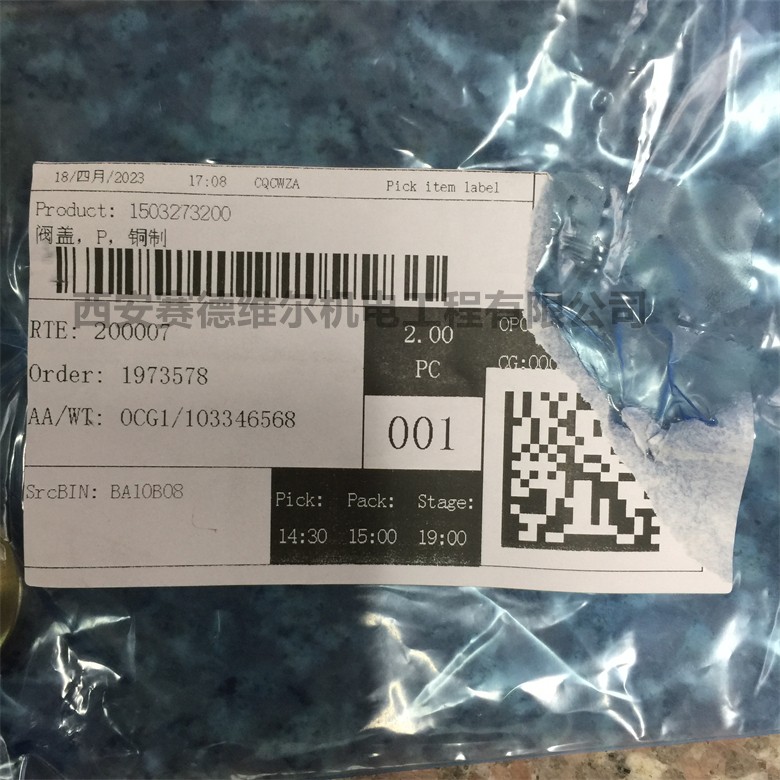 18/四月/2023 17:08 CQCWZA Pick item label
Product: 1503273200
阀盖, P, 铜制
西安赛德维尔机电工程有限公司
RTE: 200007
2.00
PC
Order: 1973578
AA/WT: OCG1/103346568
001
SrcBIN: BA10B08
Pick: Pack: Stage:
14:30 15:00 19:00